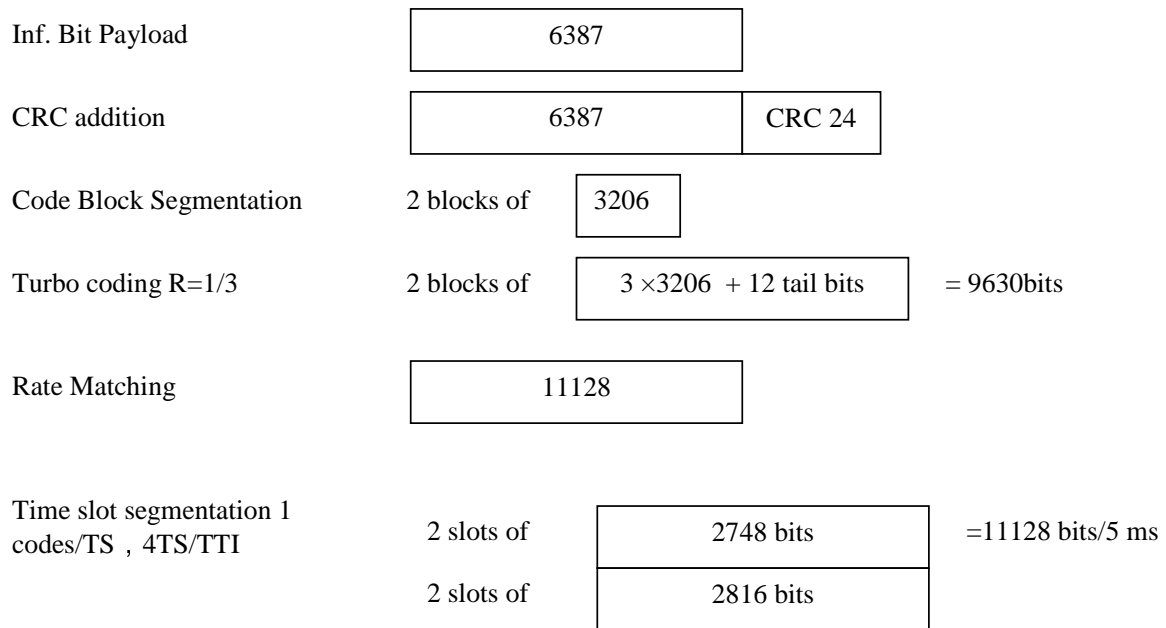 Inf. Bit Payload 6387
CRC addition 6387 CRC 24
Code Block Segmentation 2 blocks of 3206
Turbo coding R=1/3 2 blocks of 3 ×3206 + 12 tail bits = 9630bits
Rate Matching 11128
Time slot segmentation 1
codes/TS，4TS/TTI 2 slots of 2748 bits =11128 bits/5 ms
2 slots of 2816 bits